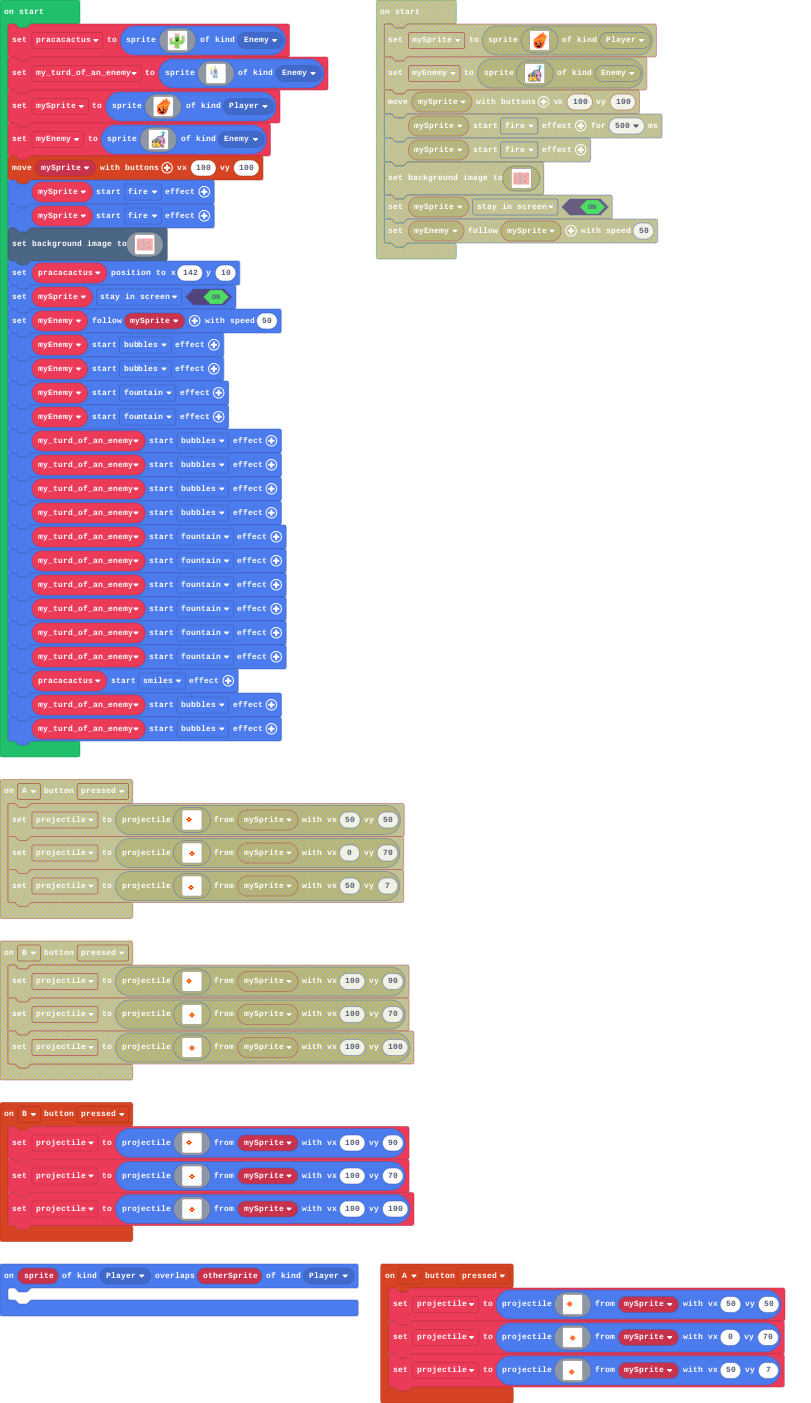 on start
set pracacactus to sprite of kind Enemy
set my_turd_of_an_enemy to sprite of kind Enemy
set mySprite to sprite of kind Player
set myEnemy to sprite of kind Enemy
move mySprite with buttons vx 100 vy 100
mySprite start fire effect
mySprite start fire effect
set background image to
set pracacactus position to x 142 y 10
set mySprite stay in screen ON
set myEnemy follow mySprite with speed 50
myEnemy start bubbles effect
myEnemy start bubbles effect
myEnemy start fountain effect
myEnemy start fountain effect
my_turd_of_an_enemy start bubbles effect
my_turd_of_an_enemy start bubbles effect
my_turd_of_an_enemy start bubbles effect
my_turd_of_an_enemy start bubbles effect
my_turd_of_an_enemy start fountain effect
my_turd_of_an_enemy start fountain effect
my_turd_of_an_enemy start fountain effect
my_turd_of_an_enemy start fountain effect
my_turd_of_an_enemy start fountain effect
my_turd_of_an_enemy start fountain effect
pracacactus start smiles effect
my_turd_of_an_enemy start bubbles effect
my_turd_of_an_enemy start bubbles effect
on start
set mySprite to sprite of kind Player
set myEnemy to sprite of kind Enemy
move mySprite with buttons vx 100 vy 100
mySprite start fire effect for 500 ms
mySprite start fire effect
set background image to
set mySprite stay in screen ON
set myEnemy follow mySprite with speed 50
on A button pressed
set projectile to projectile from mySprite with vx 50 vy 50
set projectile to projectile from mySprite with vx 0 vy 70
set projectile to projectile from mySprite with vx 50 vy 7
on B button pressed
set projectile to projectile from mySprite with vx 100 vy 90
set projectile to projectile from mySprite with vx 100 vy 70
set projectile to projectile from mySprite with vx 100 vy 100
on B button pressed
set projectile to projectile from mySprite with vx 100 vy 90
set projectile to projectile from mySprite with vx 100 vy 70
set projectile to projectile from mySprite with vx 100 vy 100
on sprite of kind Player overlaps otherSprite of kind Player
on A button pressed
set projectile to projectile from mySprite with vx 50 vy 50
set projectile to projectile from mySprite with vx 0 vy 70
set projectile to projectile from mySprite with vx 50 vy 7